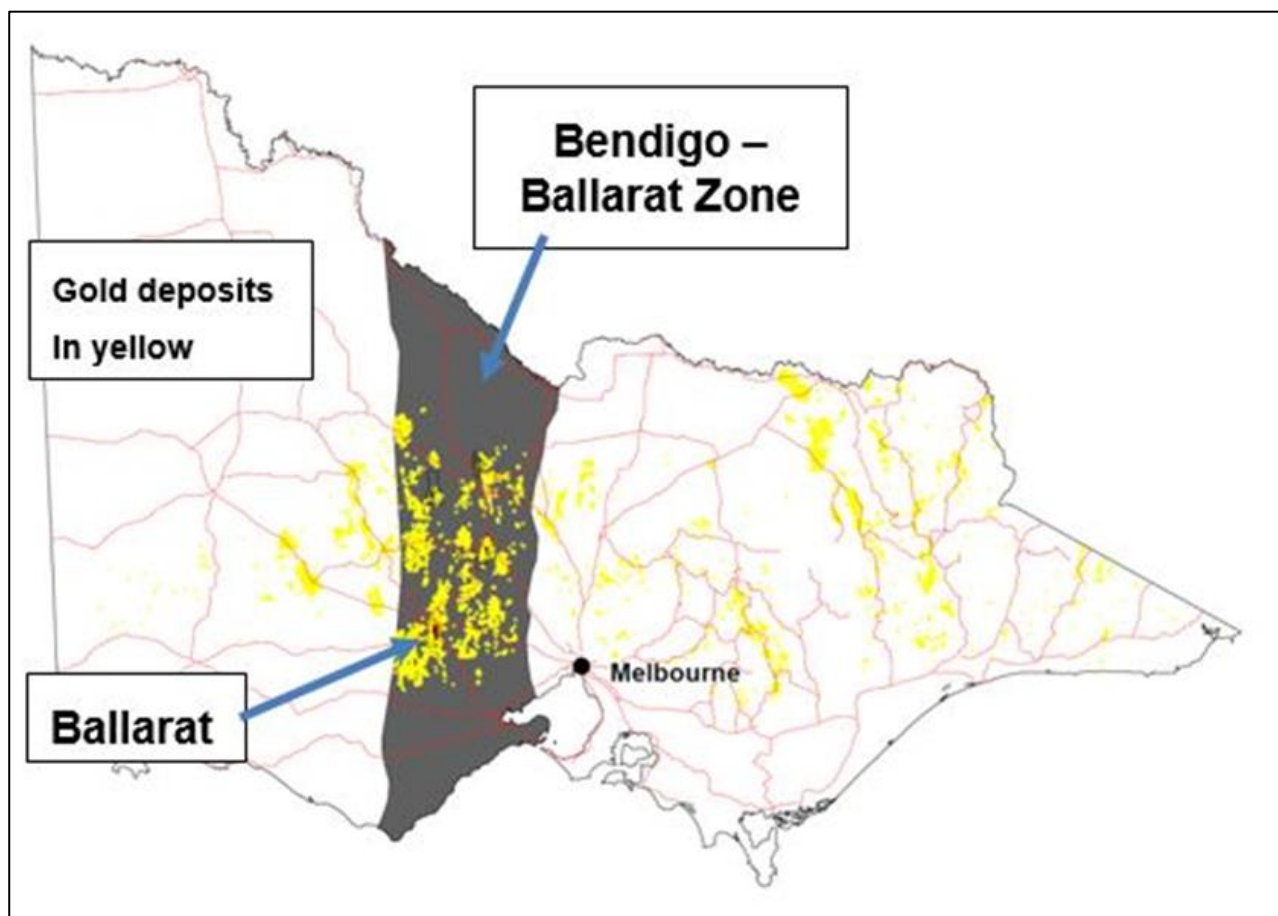 Bendigo –
Ballarat Zone
Gold deposits
In yellow
Melbourne
Ballarat